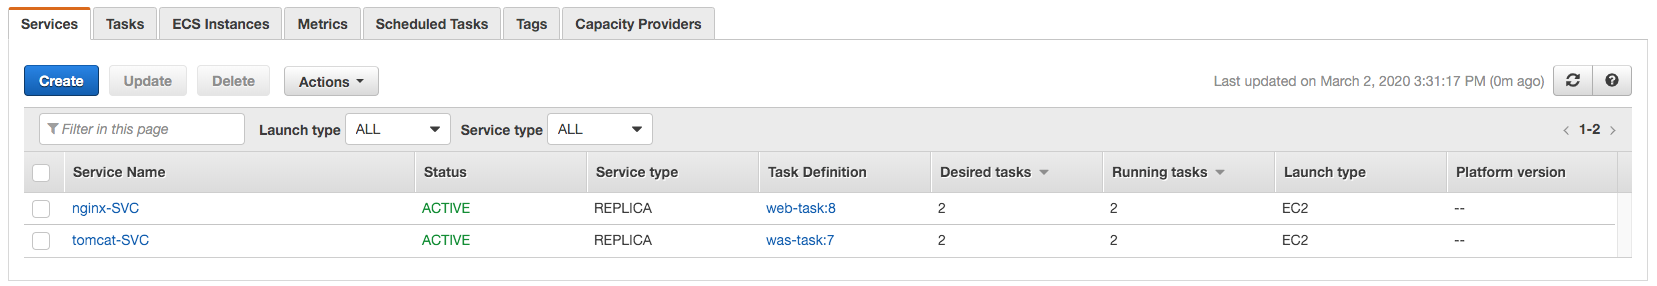 Services Tasks ECS Instances Metrics Scheduled Tasks Tags Capacity Providers
Create Update Delete Actions Last updated on March 2, 2020 3:31:17 PM (0m ago)
Filter in this page Launch type ALL Service type ALL 1-2
Service Name Status Service type Task Definition Desired tasks Running tasks Launch type Platform version
nginx-SVC ACTIVE REPLICA web-task:8 2 2 EC2 --
tomcat-SVC ACTIVE REPLICA was-task:7 2 2 EC2 --